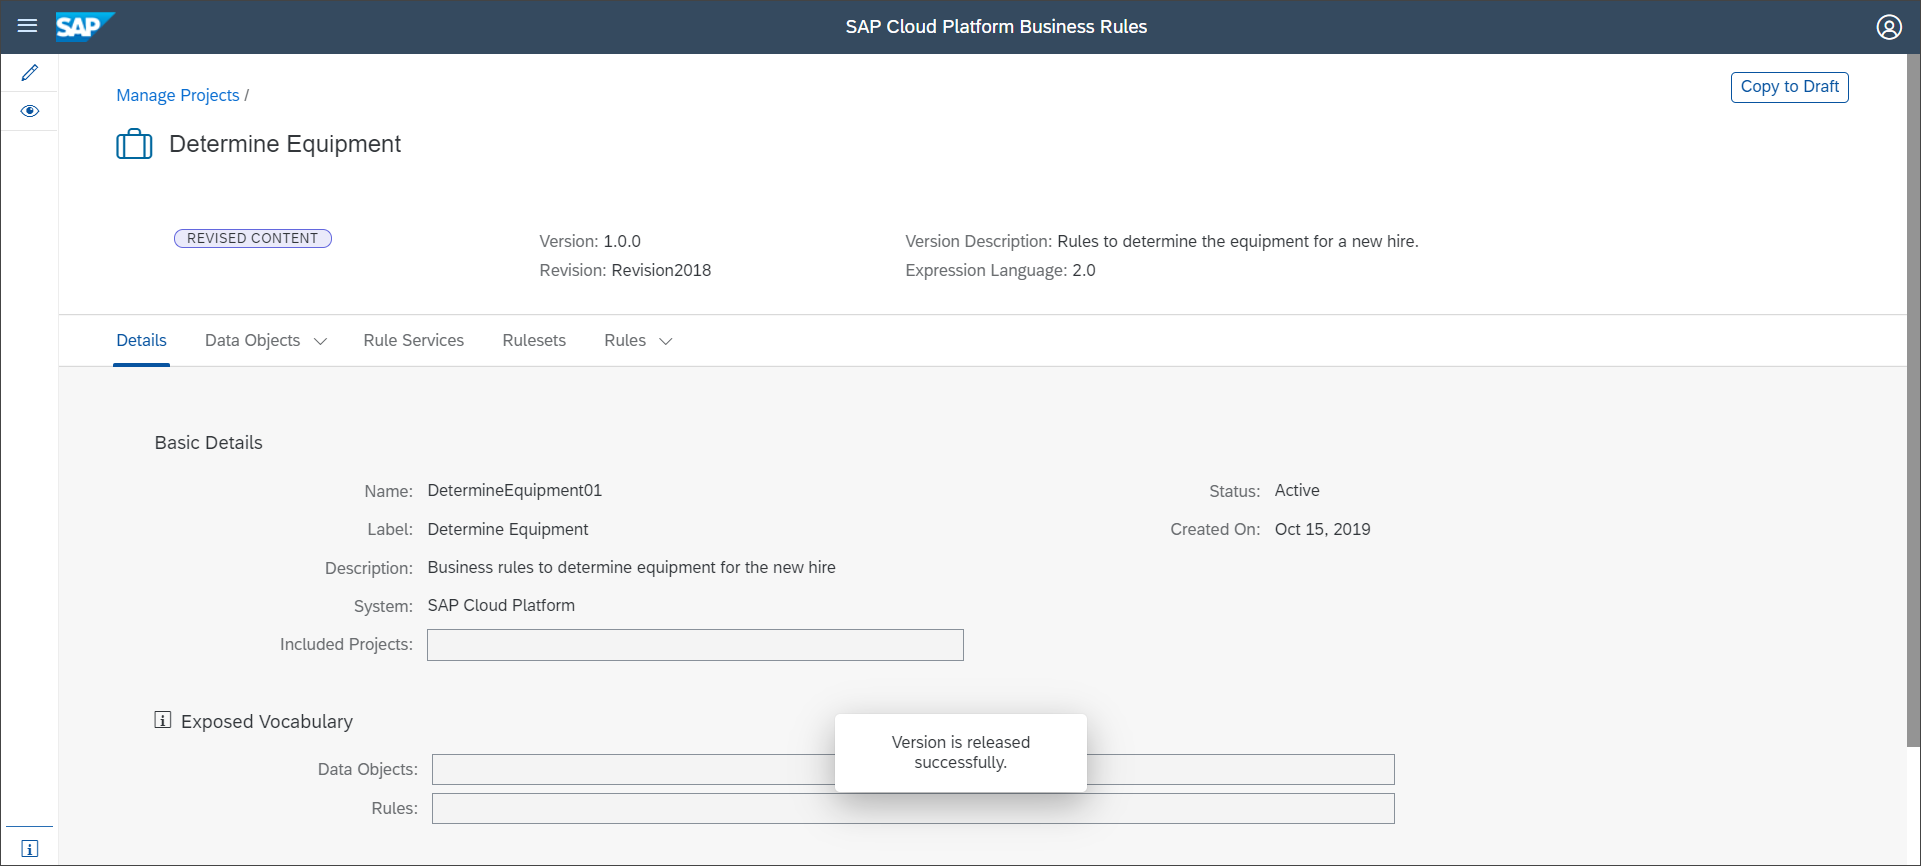 SAP
SAP Cloud Platform Business Rules
Manage Projects /
Copy to Draft
Determine Equipment
REVISED CONTENT
Version: 1.0.0
Version Description: Rules to determine the equipment for a new hire.
Revision: Revision2018
Expression Language: 2.0
Details
Data Objects
Rule Services
Rulesets
Rules
Basic Details
Name: DetermineEquipment01
Status: Active
Label: Determine Equipment
Created On: Oct 15, 2019
Description: Business rules to determine equipment for the new hire
System: SAP Cloud Platform
Included Projects:
Exposed Vocabulary
Version is released
successfully.
Data Objects:
Rules: